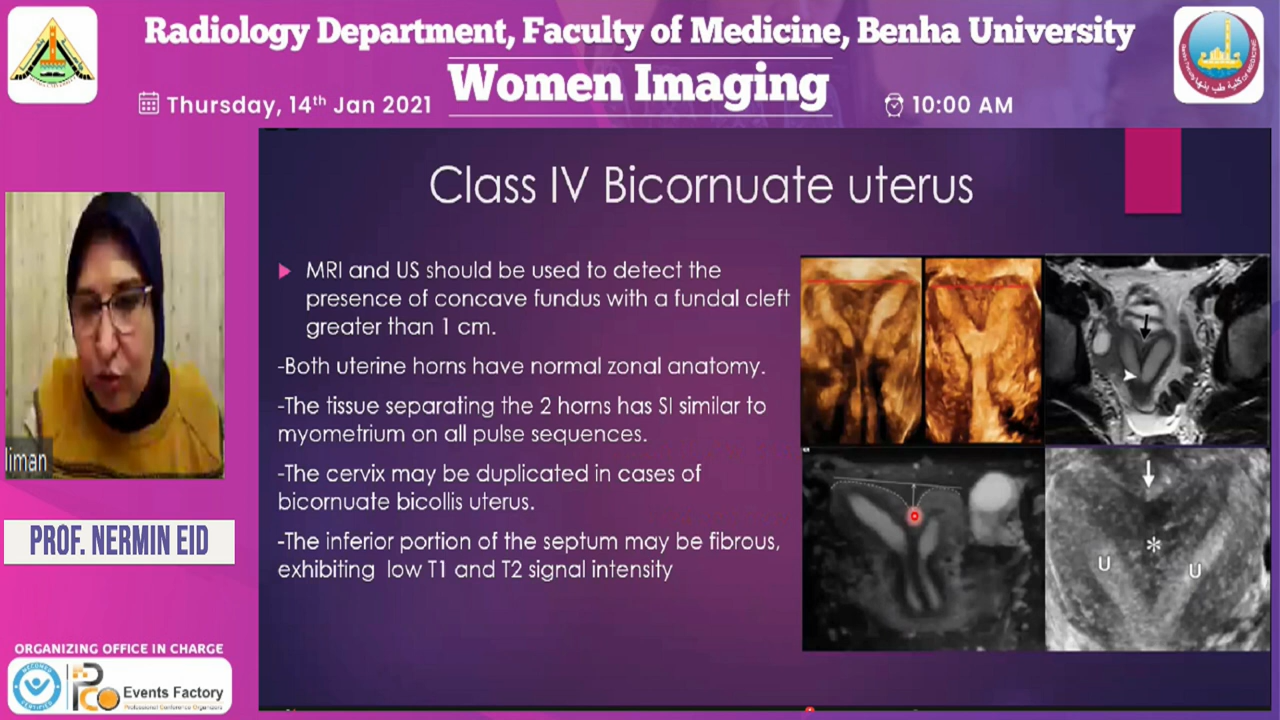 Radiology Department, Faculty of Medicine, Benha University
Women Imaging
Thursday, 14th Jan 2021
10:00 AM
Class IV Bicornuate uterus
MRI and US should be used to detect the
presence of concave fundus with a fundal cleft
greater than 1 cm.
-Both uterine horns have normal zonal anatomy.
-The tissue separating the 2 horns has SI similar to
myometrium on all pulse sequences.
-The cervix may be duplicated in cases of
bicornuate bicollis uterus.
-The inferior portion of the septum may be fibrous,
exhibiting low T1 and T2 signal intensity
U
*
U
liman
PROF. NERMIN EID
ORGANIZING OFFICE IN CHARGE
PCO
Events Factory
Professional Conference Organizers